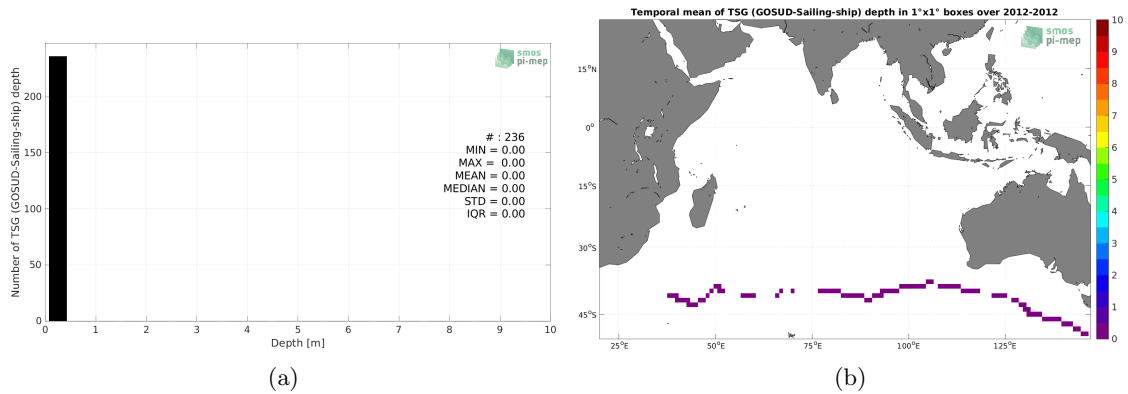 smos
pi-mep
Number of TSG (GOSUD-Sailing-ship) depth
200
150
100
50
0
# : 236
MIN = 0.00
MAX = 0.00
MEAN = 0.00
MEDIAN = 0.00
STD = 0.00
IQR = 0.00
0 1 2 3 4 5 6 7 8 9 10
Depth [m]
(a)
Temporal mean of TSG (GOSUD-Sailing-ship) depth in 1°x1° boxes over 2012-2012
smos
pi-mep
15°N
0°
15°S
30°S
45°S
25°E 50°E 75°E 100°E 125°E
10
9
8
7
6
5
4
3
2
1
0
(b)